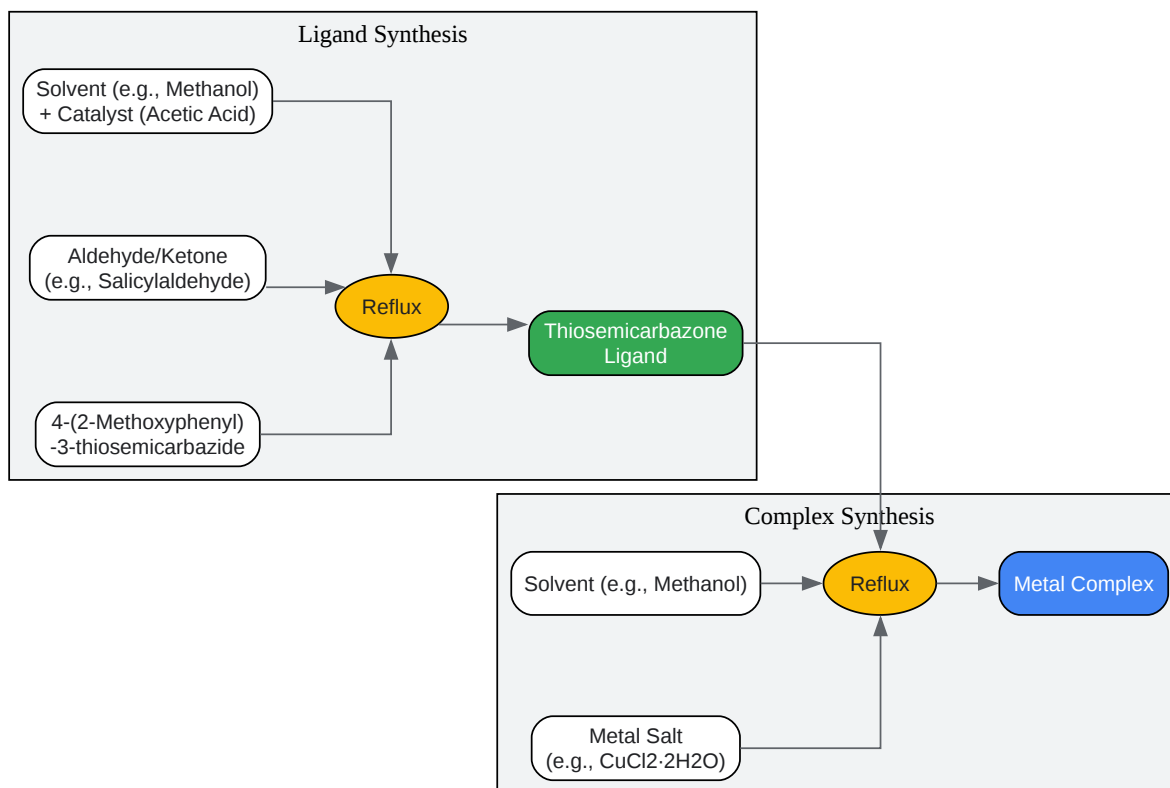 Ligand Synthesis
Solvent (e.g., Methanol)
+ Catalyst (Acetic Acid)
Aldehyde/Ketone
(e.g., Salicylaldehyde)
Reflux
Thiosemicarbazone
Ligand
4-(2-Methoxyphenyl)
-3-thiosemicarbazide
Complex Synthesis
Solvent (e.g., Methanol)
Reflux
Metal Complex
Metal Salt
(e.g., CuCl2·2H2O)